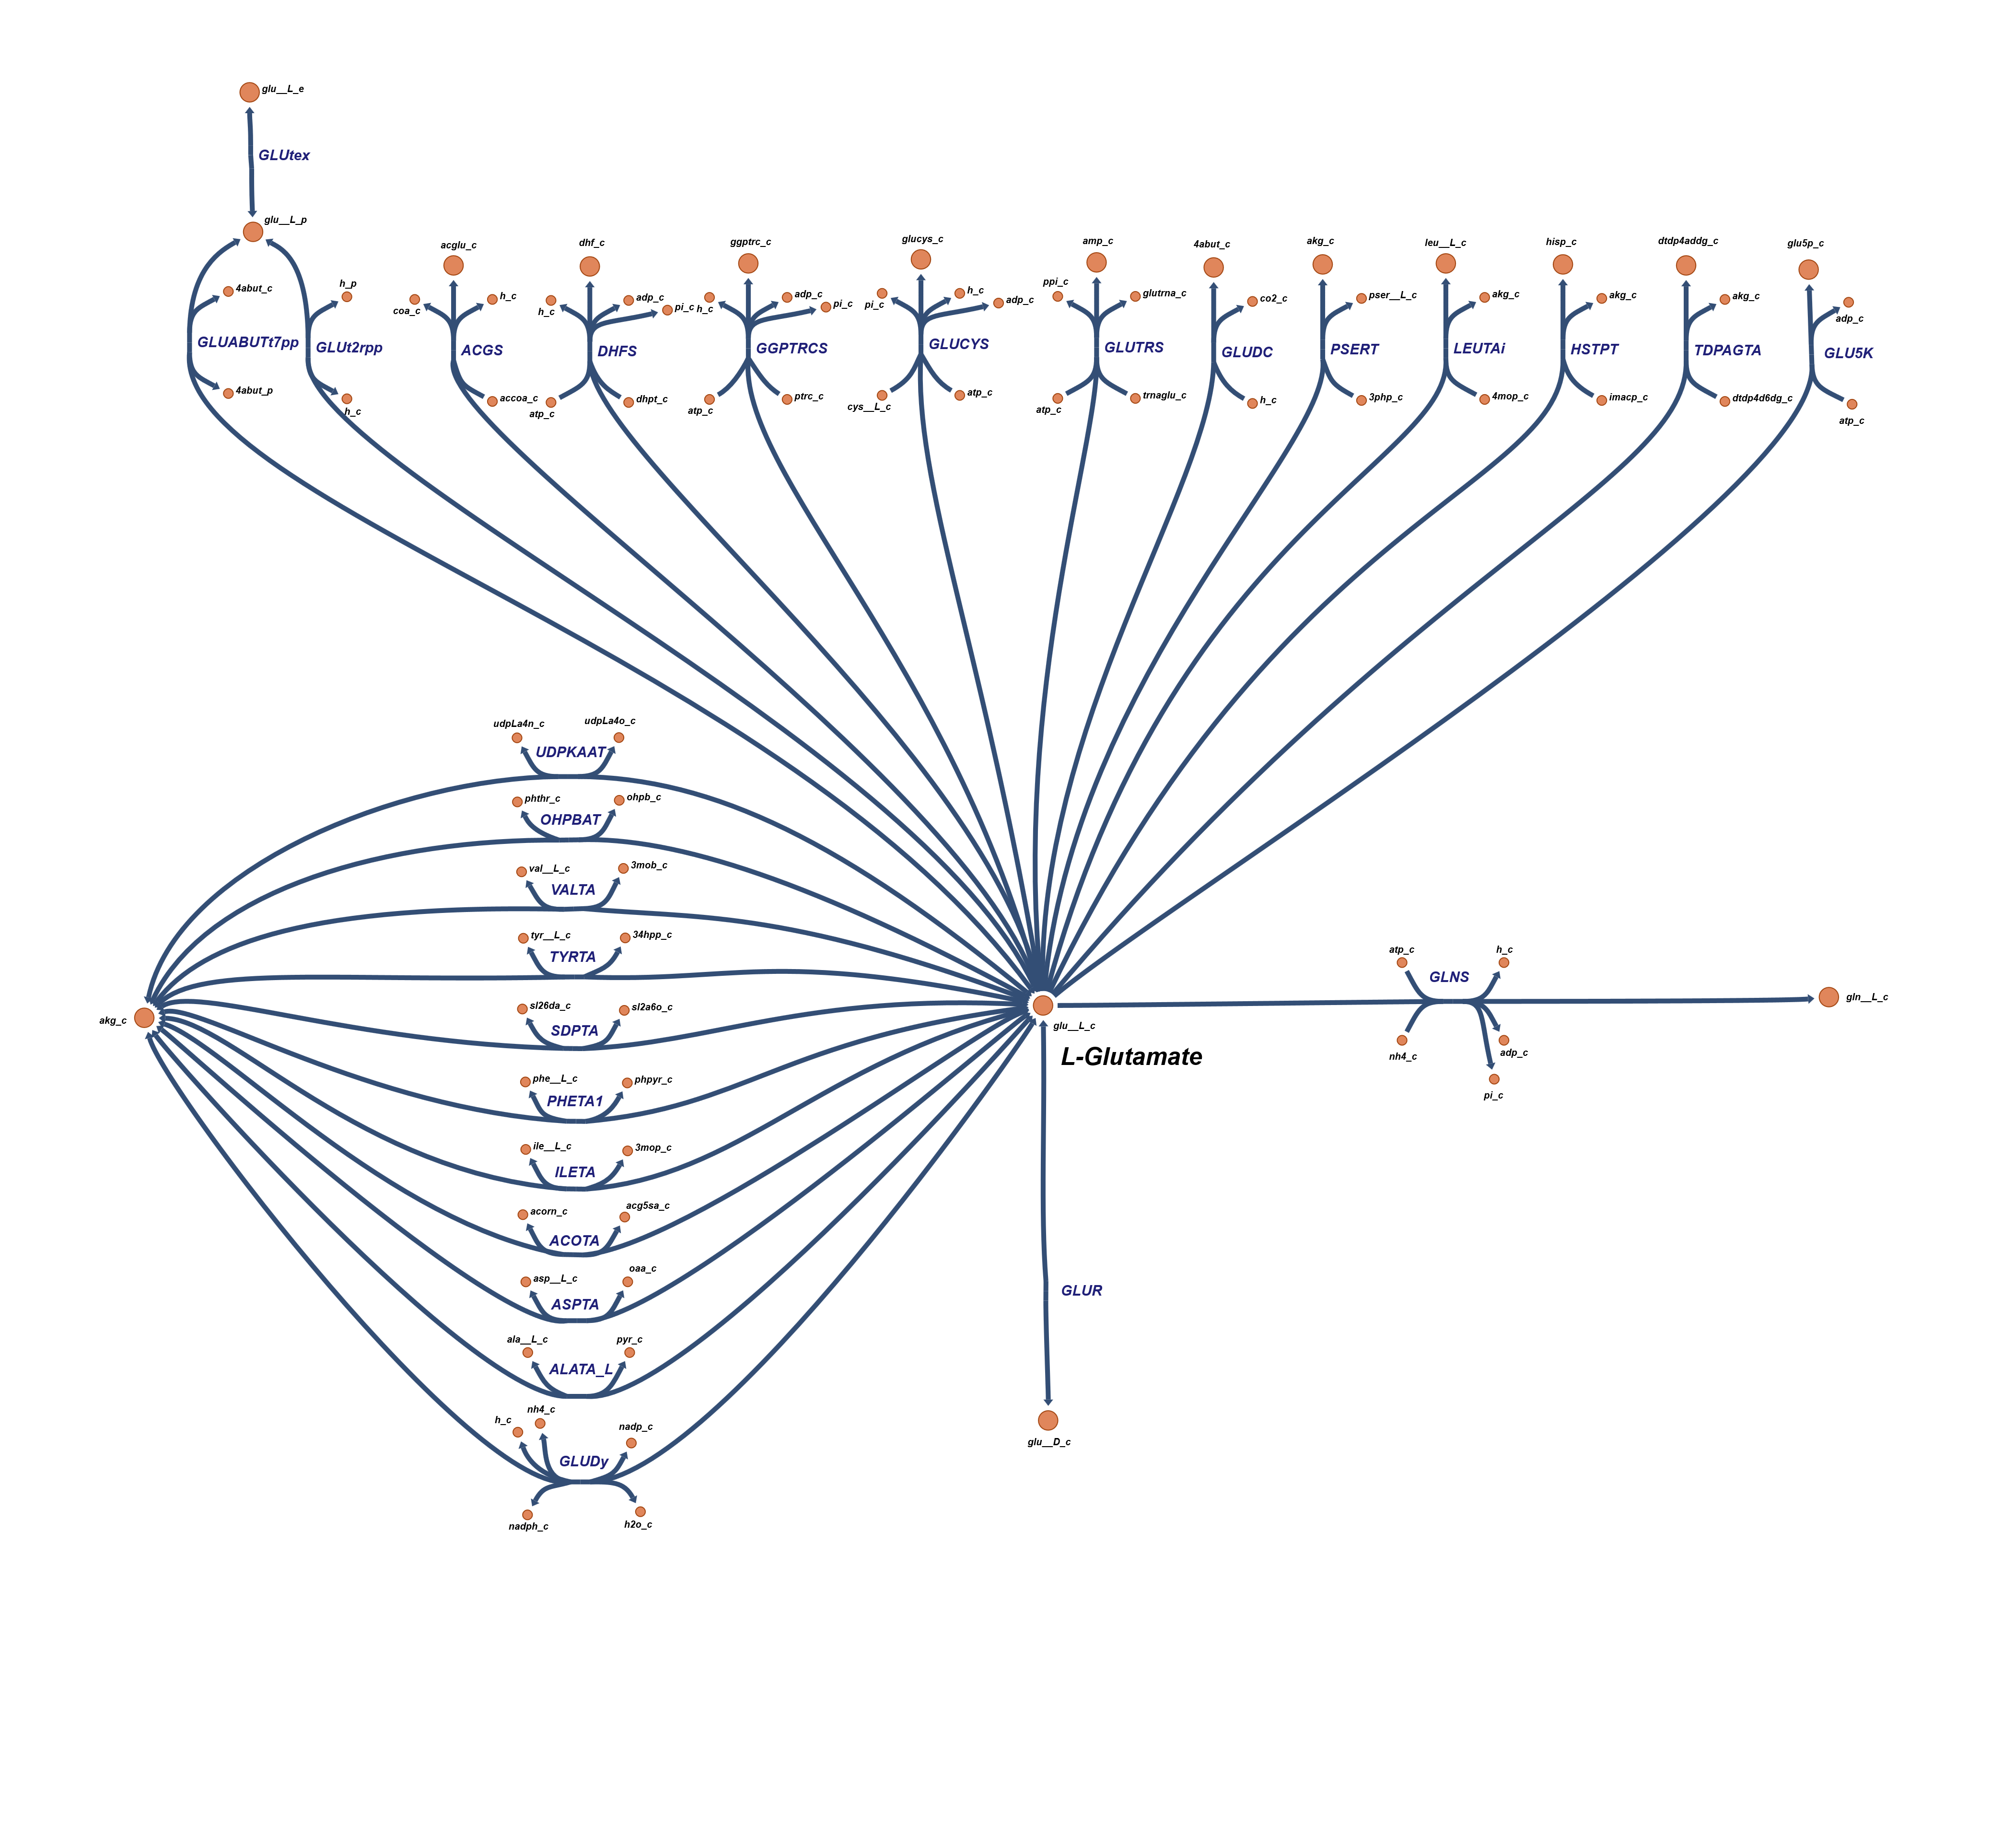 glu__L_e
GLUtex
glu__L_p
4abut_c
GLUABUTt7pp
4abut_p
h_p
GLUt2rpp
h_c
acglu_c
coa_c
h_c
ACGS
accoa_c
dhf_c
h_c
adp_c
pi_c
DHFS
atp_c
dhpt_c
ggptrc_c
h_c
adp_c
pi_c
GGPTRCS
atp_c
ptrc_c
glucys_c
pi_c
h_c
adp_c
GLUCYS
cys__L_c
atp_c
amp_c
ppi_c
glutrna_c
GLUTRS
atp_c
trnaglu_c
4abut_c
co2_c
GLUDC
h_c
akg_c
pser__L_c
PSERT
3php_c
leu__L_c
akg_c
LEUTAi
4mop_c
hisp_c
akg_c
HSTPT
imacp_c
dtdp4addg_c
akg_c
TDPAGTA
dtdp4d6dg_c
glu5p_c
adp_c
GLU5K
atp_c
udpLa4n_c
udpLa4o_c
UDPKAAT
phthr_c
ohpb_c
OHPBAT
val__L_c
3mob_c
VALTA
tyr__L_c
34hpp_c
TYRTA
sl26da_c
sl2a6o_c
SDPTA
akg_c
phe__L_c
phpyr_c
PHETA1
ile__L_c
3mop_c
ILETA
acorn_c
acg5sa_c
ACOTA
asp__L_c
oaa_c
ASPTA
ala__L_c
pyr_c
ALATA_L
h_c
nh4_c
nadp_c
GLUDy
nadph_c
h2o_c
glu__L_c
L-Glutamate
atp_c
h_c
GLNS
nh4_c
adp_c
pi_c
gln__L_c
GLUR
glu__D_c